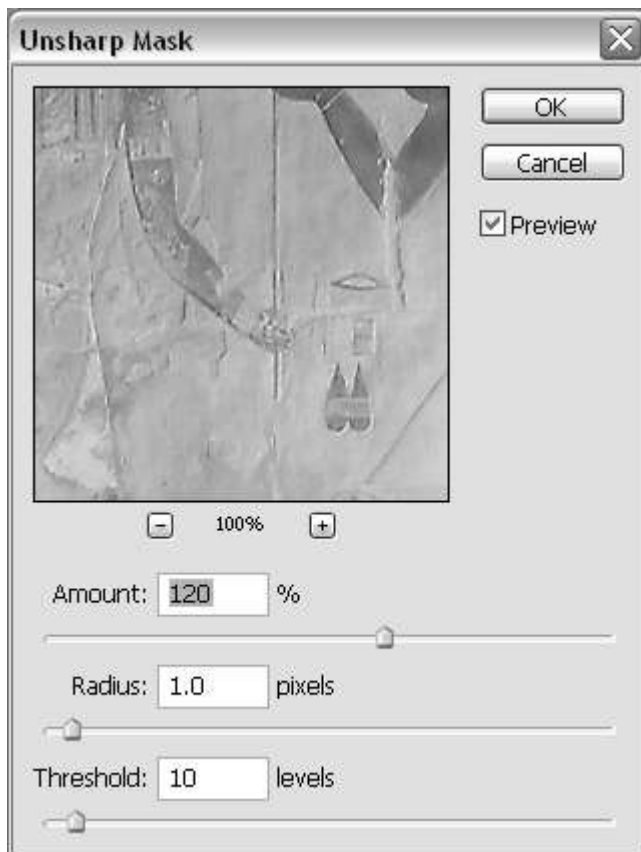 Unsharp Mask
OK
Cancel
Preview
100%
Amount: 120 %
Radius: 1.0 pixels
Threshold: 10 levels